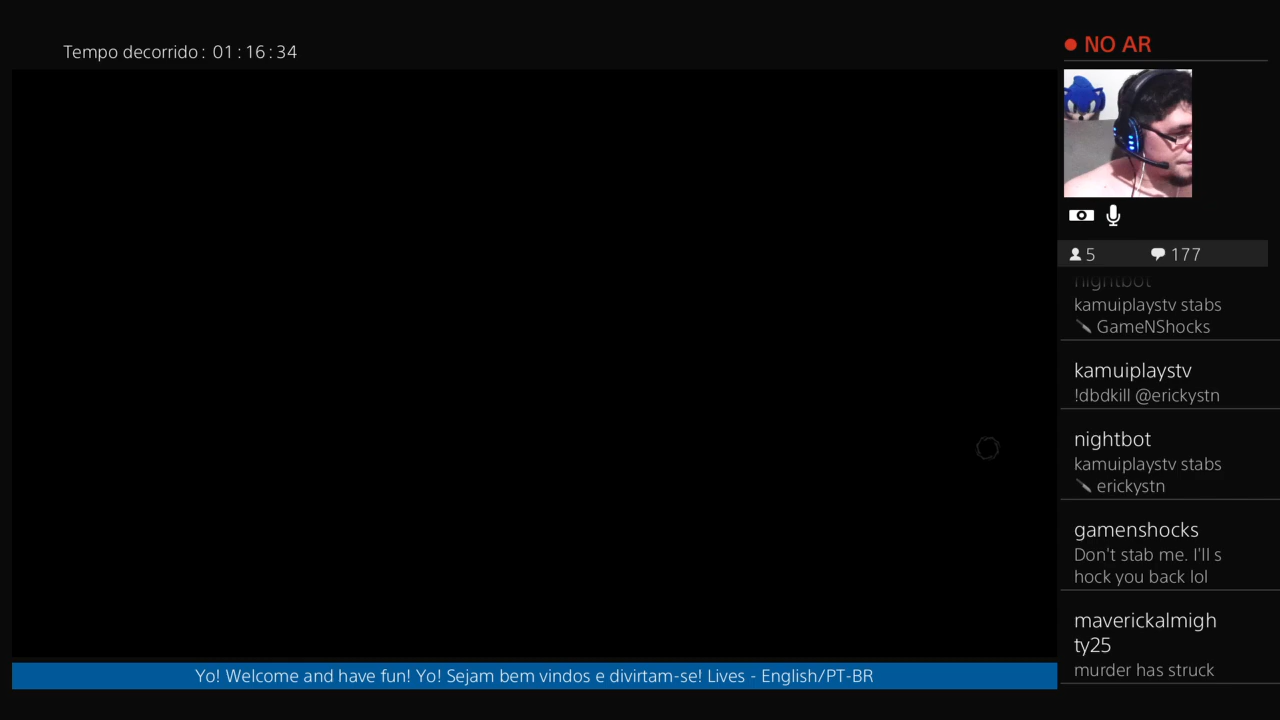 Tempo decorrido: 01:16:34
NO AR
5 177
nightbot
kamuiplaystv stabs
GameNShocks
kamuiplaystv
!dbdkill @erickystn
nightbot
kamuiplaystv stabs
erickystn
gamenshocks
Don't stab me. I'll s
hock you back lol
maverickalmigh
ty25
murder has struck
Yo! Welcome and have fun! Yo! Sejam bem vindos e divirtam-se! Lives - English/PT-BR